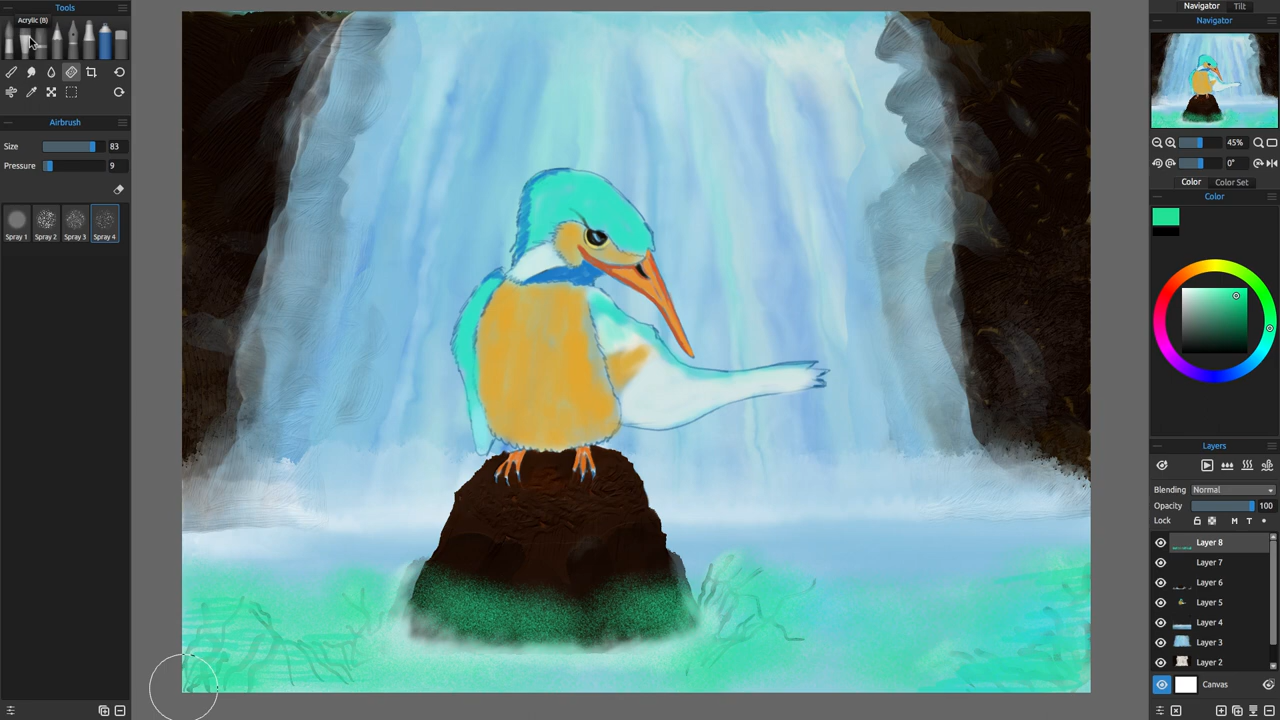 Tools
Acrylic (B)
Airbrush
Size 83
Pressure 9
Spray 1 Spray 2 Spray 3 Spray 4
Navigator Tilt
Navigator
45%
0°
Color Color Set
Color
Layers
Blending Normal
Opacity 100
Lock M T
Layer 8
Layer 7
Layer 6
Layer 5
Layer 4
Layer 3
Layer 2
Canvas